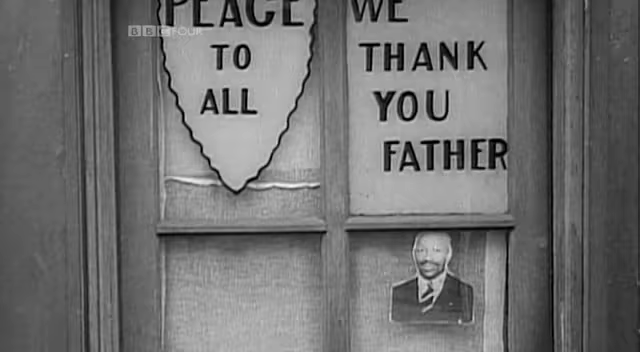 BBC FOUR
PEACE
TO
ALL
WE
THANK
YOU
FATHER